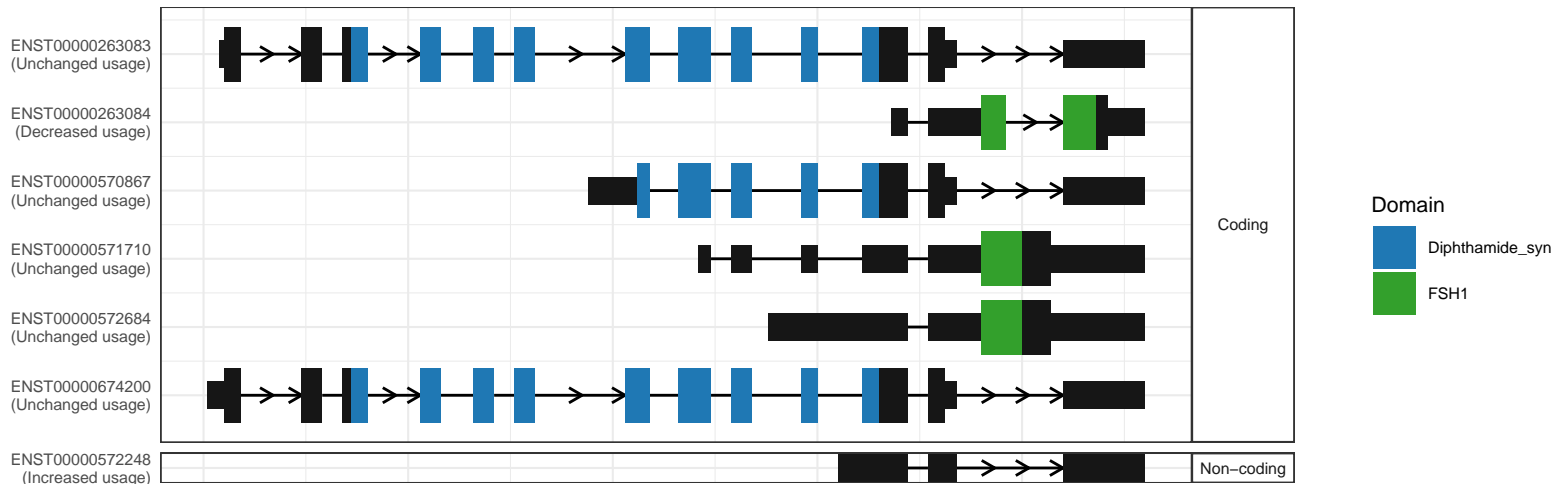 ENST00000263083
(Unchanged usage)
ENST00000263084
(Decreased usage)
ENST00000570867
(Unchanged usage)
ENST00000571710
(Unchanged usage)
ENST00000572684
(Unchanged usage)
ENST00000674200
(Unchanged usage)
ENST00000572248
(Increased usage)
Coding
Non−coding
Domain
Diphthamide_syn
FSH1